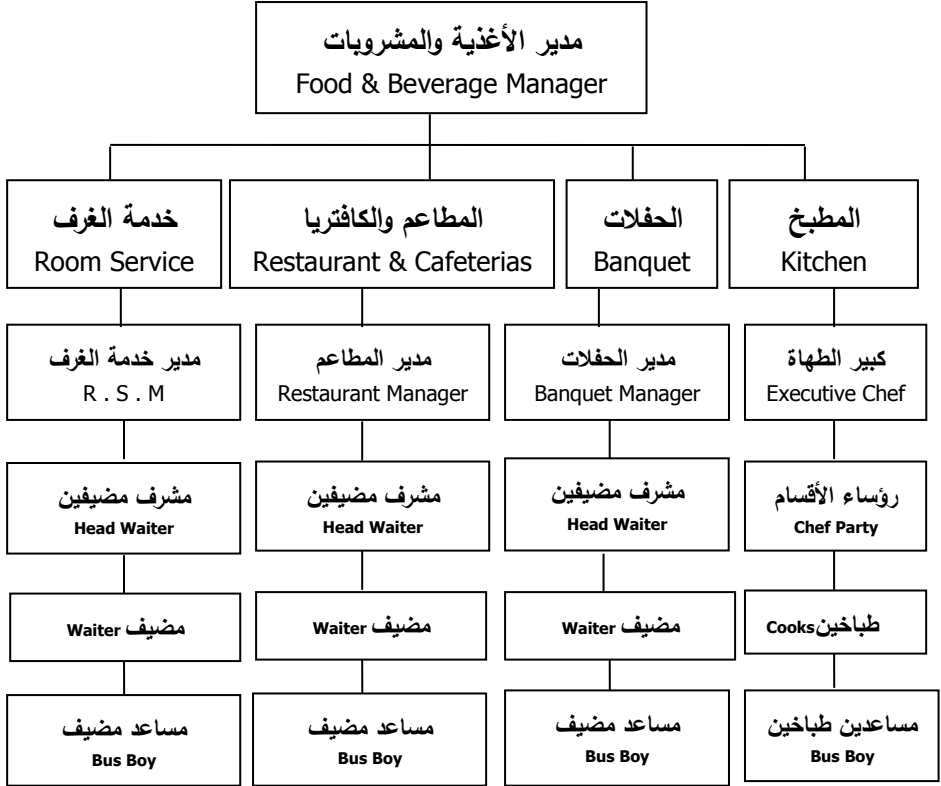 مدير الأغذية والمشروبات
Food & Beverage Manager
خدمة الغرف
Room Service
المطاعم والكافتريا
Restaurant & Cafeterias
الحفلات
Banquet
المطبخ
Kitchen
مدير خدمة الغرف
R . S . M
مدير المطاعم
Restaurant Manager
مدير الحفلات
Banquet Manager
كبير الطهاة
Executive Chef
مشرف مضيفين
Head Waiter
مشرف مضيفين
Head Waiter
مشرف مضيفين
Head Waiter
رؤساء الأقسام
Chef Party
مضيف Waiter
مضيف Waiter
مضيف Waiter
طباخين Cooks
مساعد مضيف
Bus Boy
مساعد مضيف
Bus Boy
مساعد مضيف
Bus Boy
مساعدين طباخين
Bus Boy